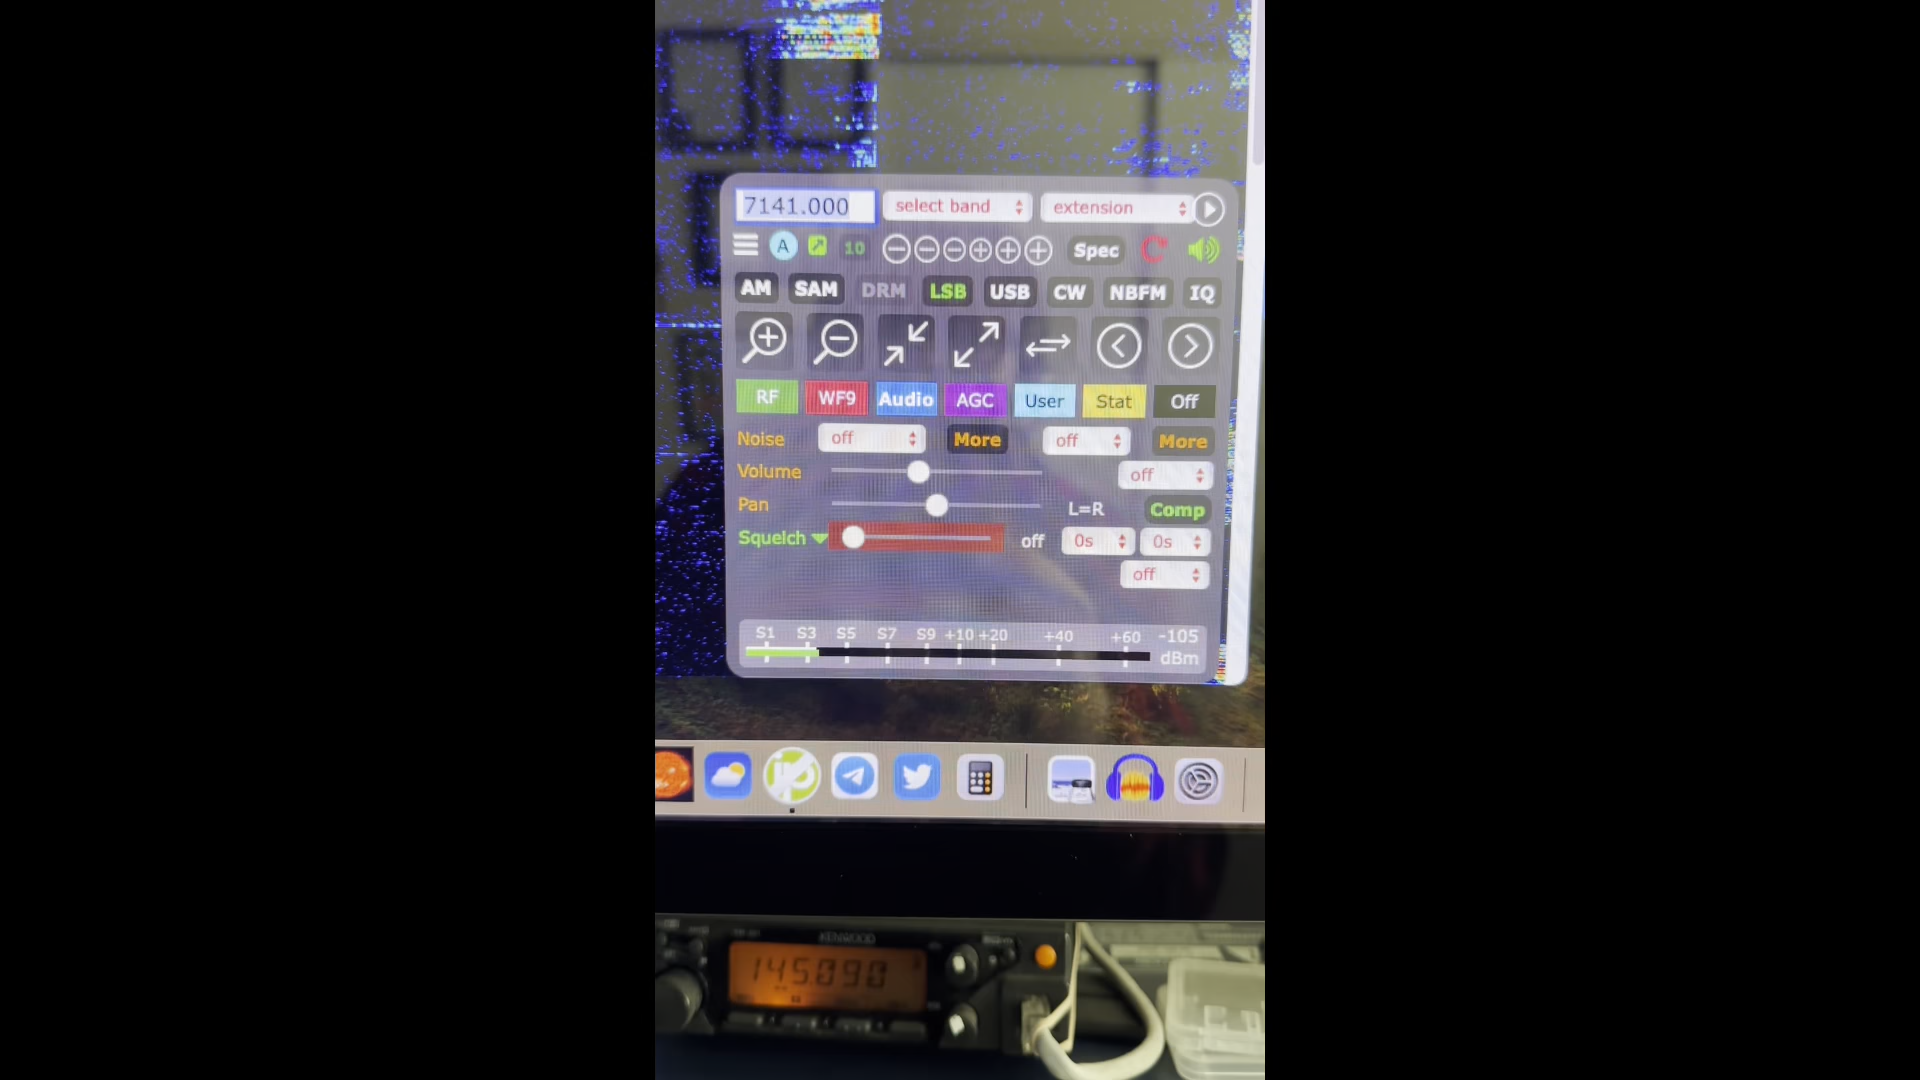 7141.000 select band extension
A 10 Spec
AM SAM DRM LSB USB CW NBFM IQ
RF WF9 Audio AGC User Stat Off
Noise off More off More
Volume off
Pan L=R Comp
Squelch off 0s 0s
off
S1 S3 S5 S7 S9 +10 +20 +40 +60 -105
dBm
KENWOOD
145.090